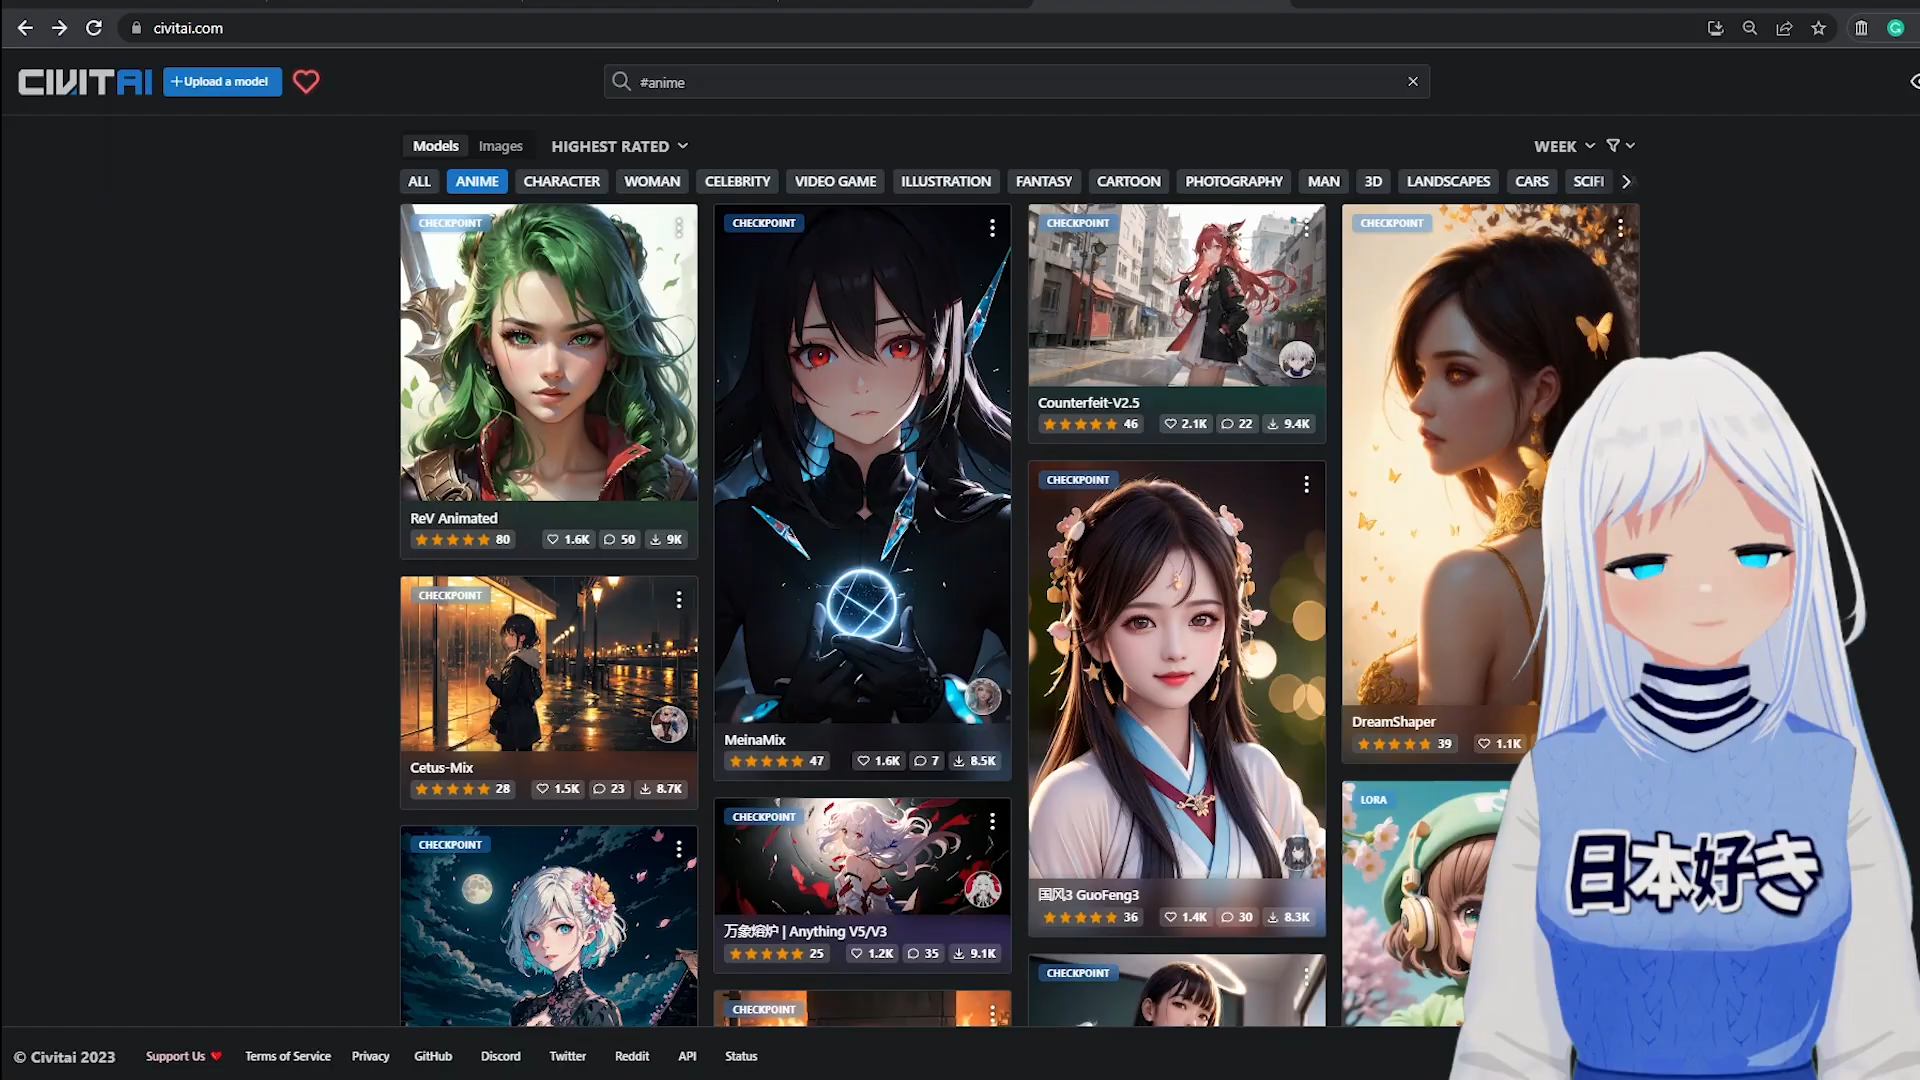 civitai.com
CIVITAI
+ Upload a model
#anime
Models
Images
HIGHEST RATED
WEEK
ALL
ANIME
CHARACTER
WOMAN
CELEBRITY
VIDEO GAME
ILLUSTRATION
FANTASY
CARTOON
PHOTOGRAPHY
MAN
3D
LANDSCAPES
CARS
SCIFI
CHECKPOINT
ReV Animated
80 1.6K 50 9K
CHECKPOINT
Cetus-Mix
28 1.5K 23 8.7K
CHECKPOINT
CHECKPOINT
MeinaMix
47 1.6K 7 8.5K
CHECKPOINT
万象熔炉 | Anything V5/V3
25 1.2K 35 9.1K
CHECKPOINT
CHECKPOINT
Counterfeit-V2.5
46 2.1K 22 9.4K
CHECKPOINT
国风3 GuoFeng3
36 1.4K 30 8.3K
CHECKPOINT
CHECKPOINT
DreamShaper
39 1.1K
LORA
日本好き
© Civitai 2023
Support Us
Terms of Service
Privacy
GitHub
Discord
Twitter
Reddit
API
Status